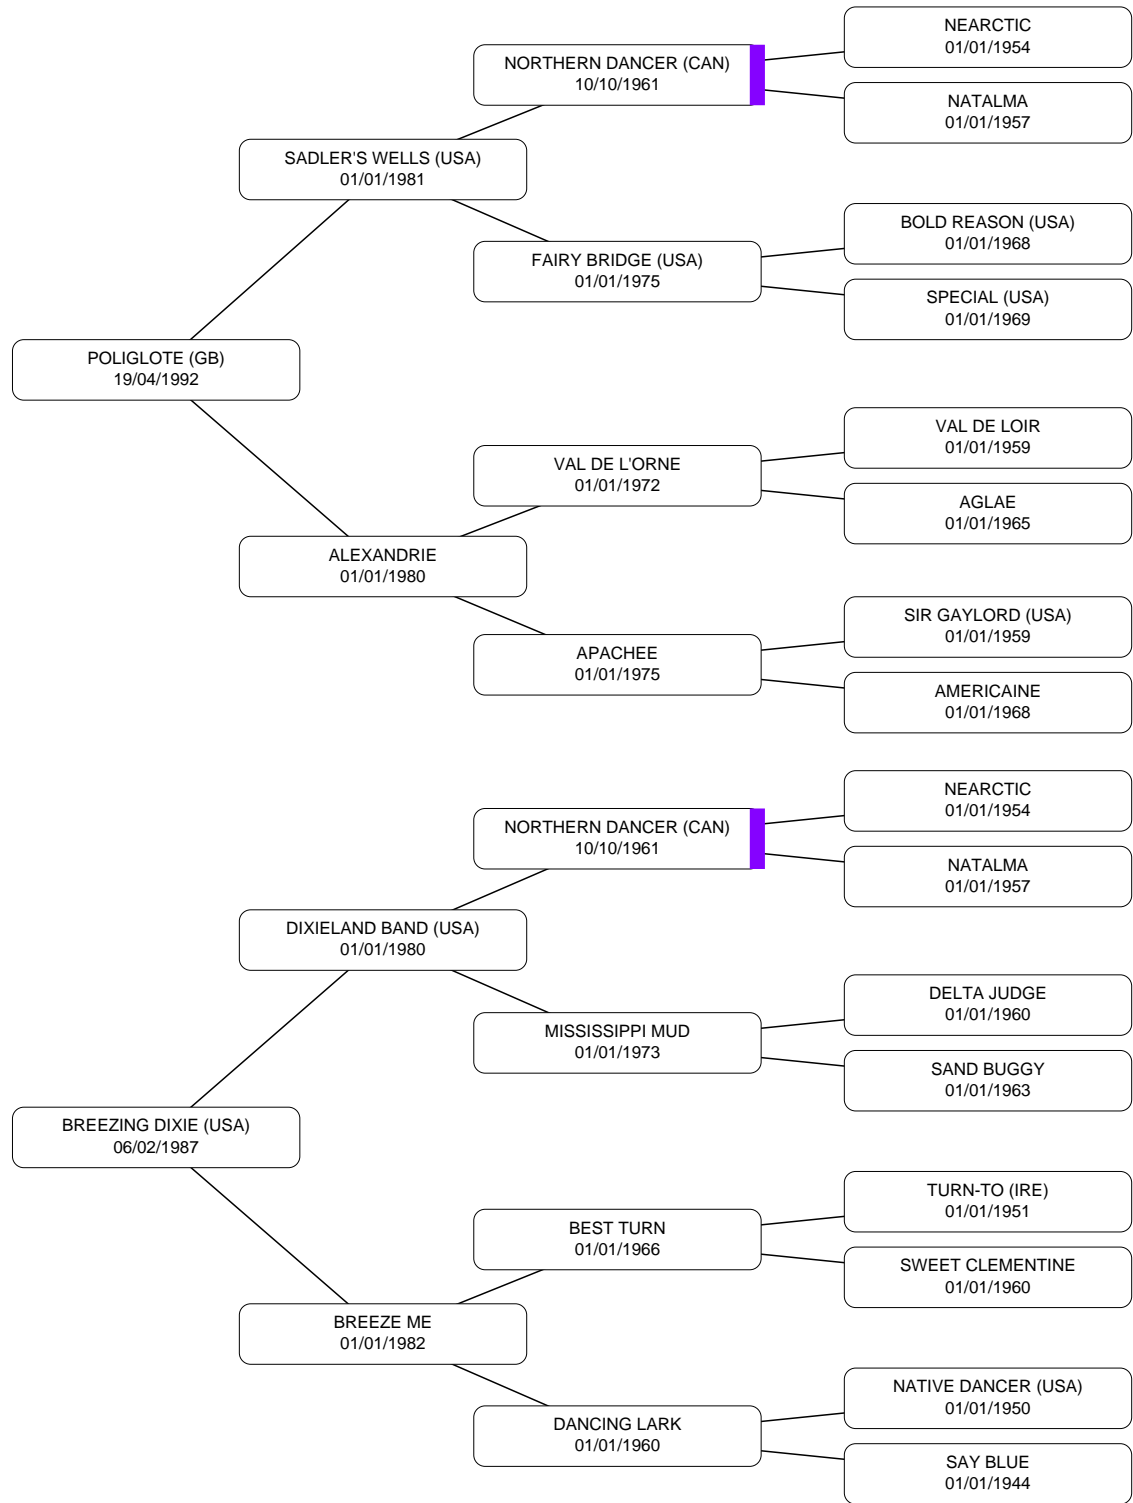 NEARCTIC
01/01/1954
NORTHERN DANCER (CAN)
10/10/1961
NATALMA
01/01/1957
SADLER'S WELLS (USA)
01/01/1981
BOLD REASON (USA)
01/01/1968
FAIRY BRIDGE (USA)
01/01/1975
SPECIAL (USA)
01/01/1969
POLIGLOTE (GB)
19/04/1992
VAL DE LOIR
01/01/1959
VAL DE L'ORNE
01/01/1972
AGLAE
01/01/1965
ALEXANDRIE
01/01/1980
SIR GAYLORD (USA)
01/01/1959
APACHEE
01/01/1975
AMERICAINE
01/01/1968
NEARCTIC
01/01/1954
NORTHERN DANCER (CAN)
10/10/1961
NATALMA
01/01/1957
DIXIELAND BAND (USA)
01/01/1980
DELTA JUDGE
01/01/1960
MISSISSIPPI MUD
01/01/1973
SAND BUGGY
01/01/1963
BREEZING DIXIE (USA)
06/02/1987
TURN-TO (IRE)
01/01/1951
BEST TURN
01/01/1966
SWEET CLEMENTINE
01/01/1960
BREEZE ME
01/01/1982
NATIVE DANCER (USA)
01/01/1950
DANCING LARK
01/01/1960
SAY BLUE
01/01/1944